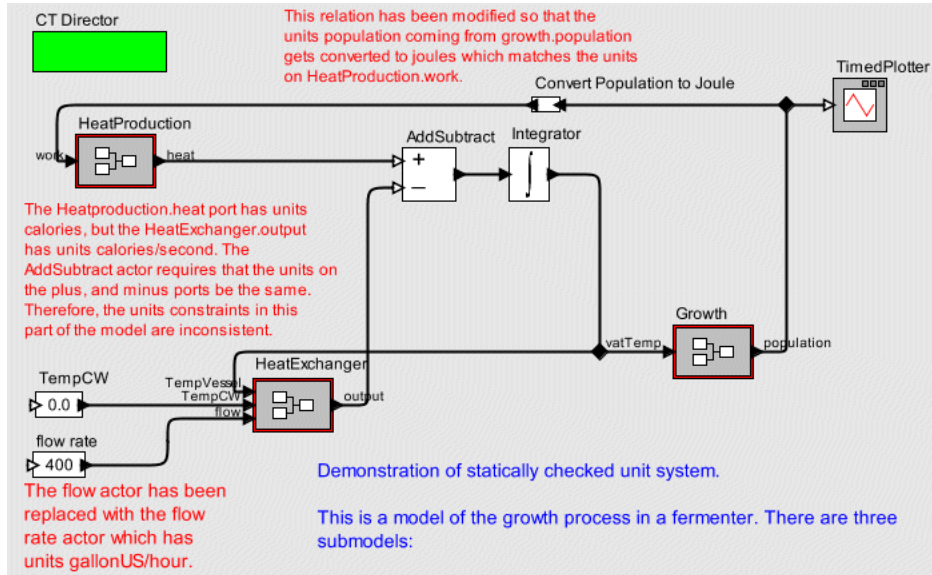 CT Director
This relation has been modified so that the
units population coming from growth.population
gets converted to joules which matches the units
on HeatProduction.work.
TimedPlotter
Convert Population to Joule
HeatProduction
work
heat
AddSubtract
+
−
Integrator
∫
The Heatproduction.heat port has units
calories, but the HeatExchanger.output
has units calories/second. The
AddSubtract actor requires that the units on
the plus, and minus ports be the same.
Therefore, the units constraints in this
part of the model are inconsistent.
Growth
vatTemp
population
HeatExchanger
TempVessel
TempCW
flow
output
TempCW
0.0
flow rate
400
The flow actor has been
replaced with the flow
rate actor which has
units gallonUS/hour.
Demonstration of statically checked unit system.
This is a model of the growth process in a fermenter. There are three
submodels: